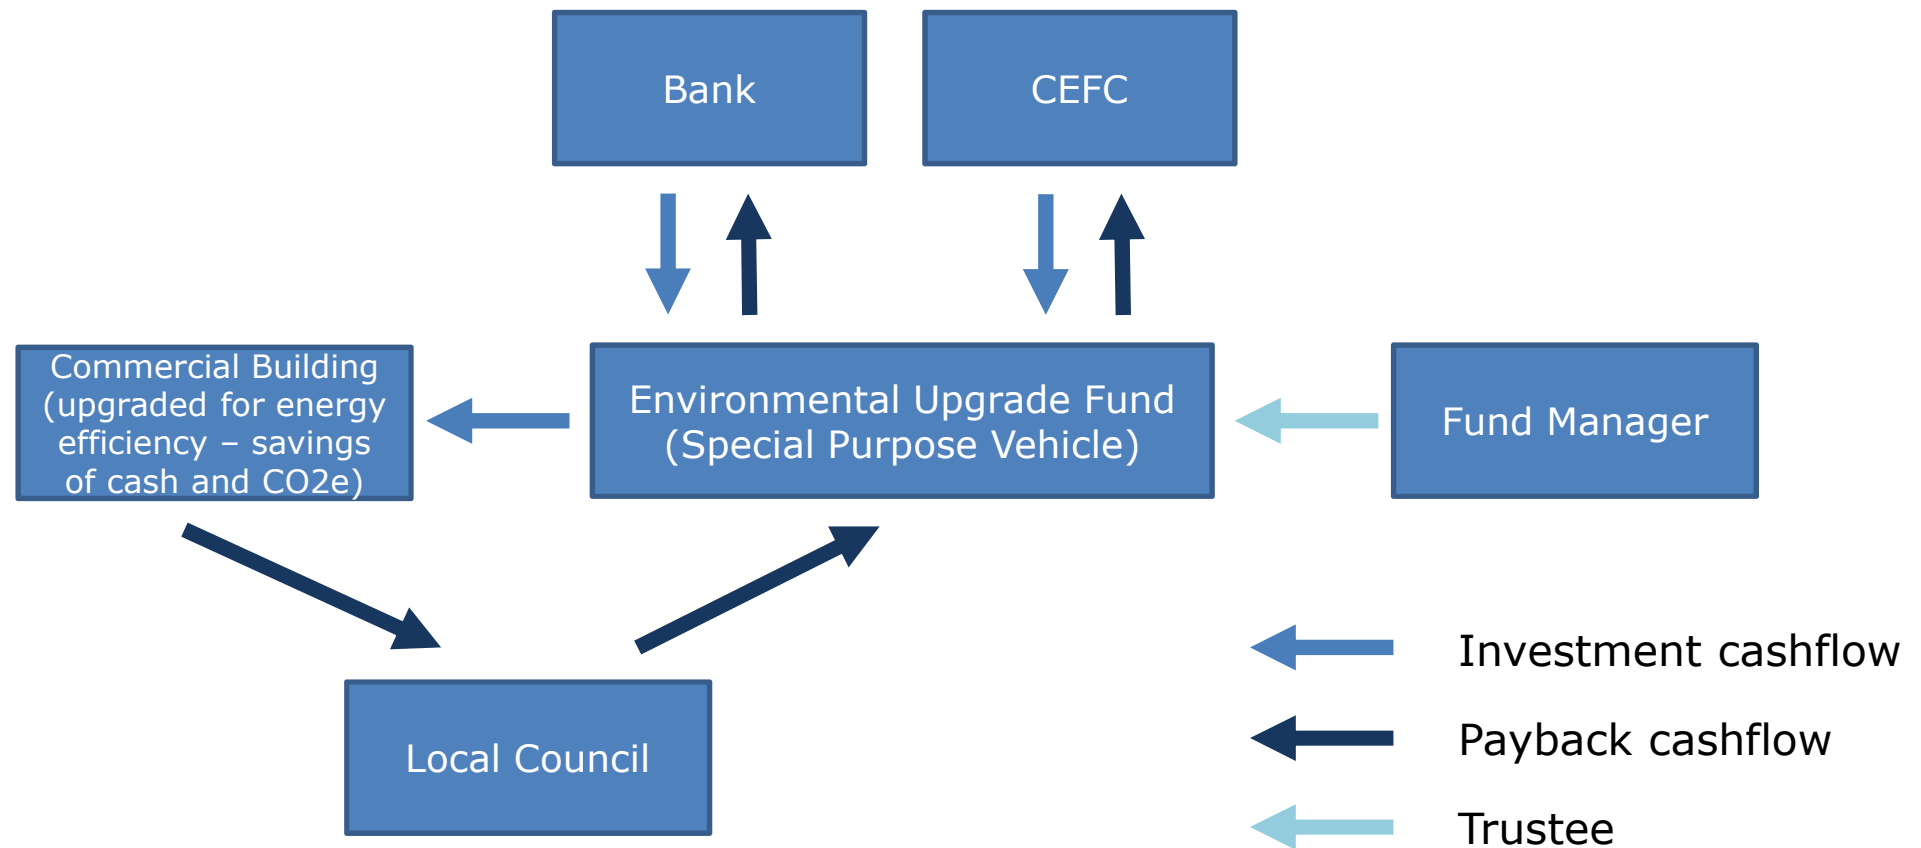 Bank
CEFC
Commercial Building
(upgraded for energy
efficiency – savings
of cash and CO2e)
Environmental Upgrade Fund
(Special Purpose Vehicle)
Fund Manager
Local Council
Investment cashflow
Payback cashflow
Trustee